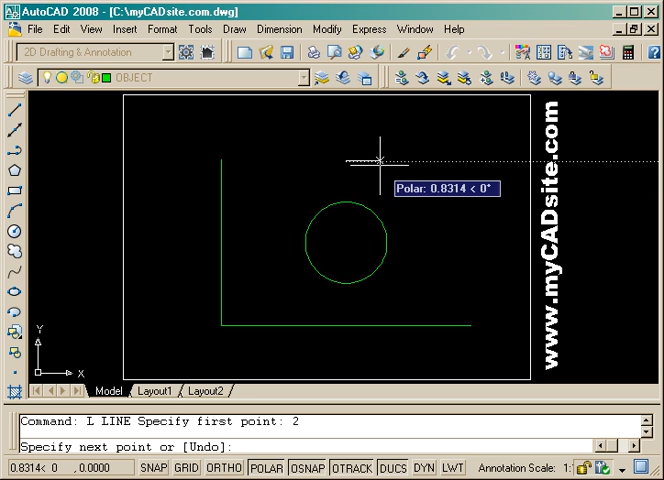 AutoCAD 2008 - [C:\myCADsite.com.dwg]
File Edit View Insert Format Tools Draw Dimension Modify Express Window Help
2D Drafting & Annotation
OBJECT
www.myCADsite.com
Polar: 0.8314 < 0°
Y
X
Model Layout1 Layout2
Command: L LINE Specify first point: 2
Specify next point or [Undo]:
0.8314< 0 , 0.0000 SNAP GRID ORTHO POLAR OSNAP OTRACK DUCS DYN LWT Annotation Scale: 1: